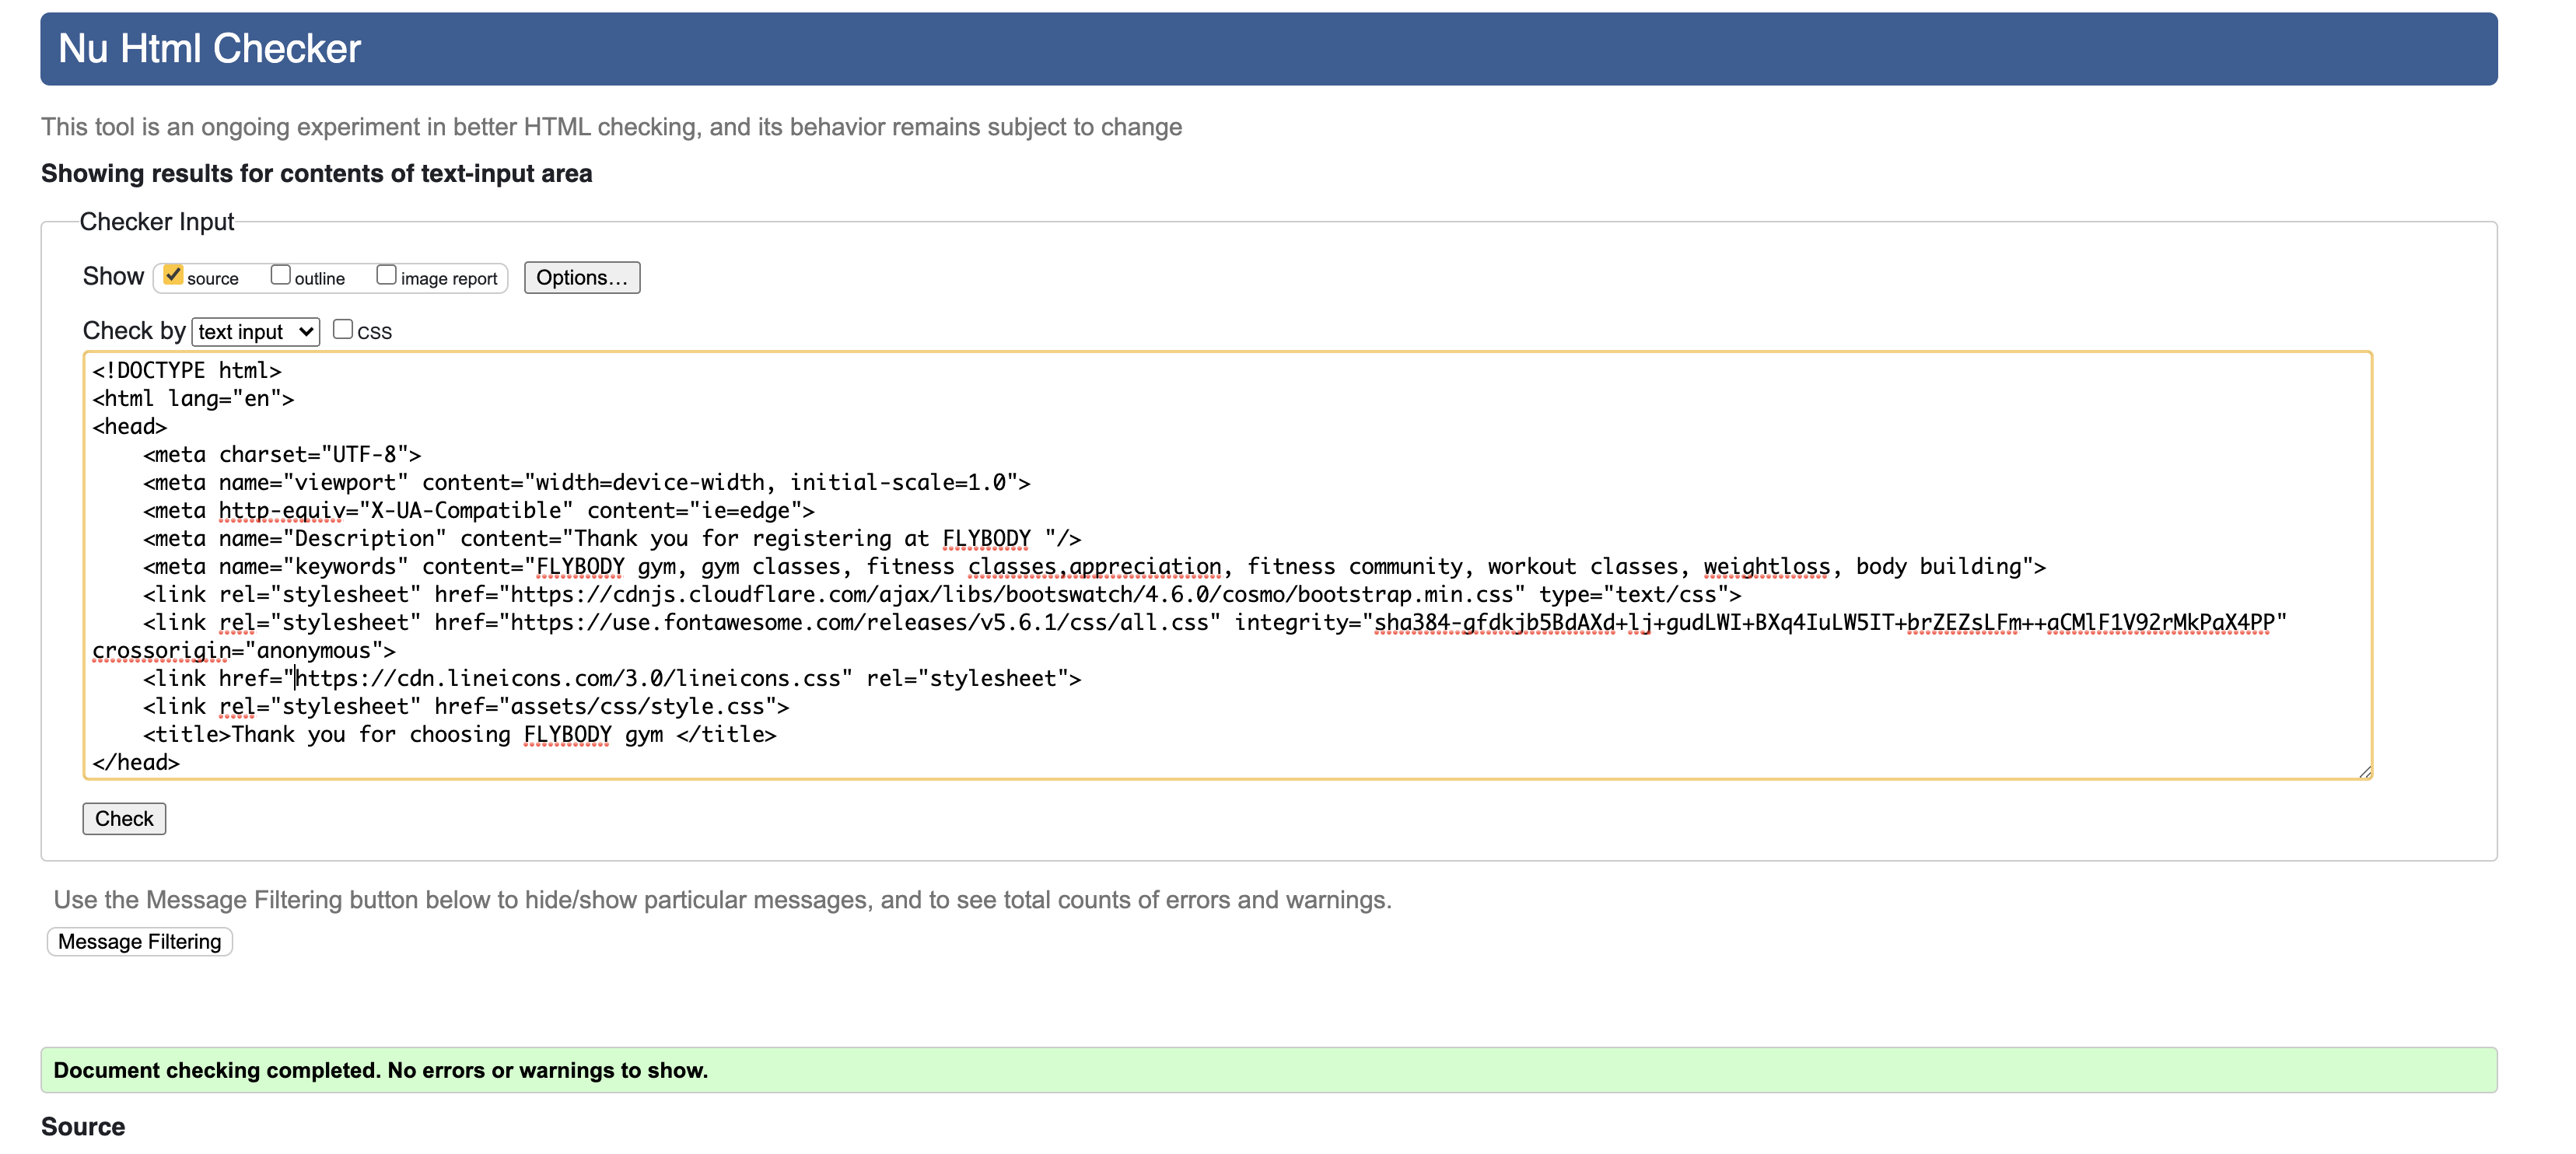 Nu Html Checker
This tool is an ongoing experiment in better HTML checking, and its behavior remains subject to change
Showing results for contents of text-input area
Checker Input
Show source outline image report Options...
Check by text input css
<!DOCTYPE html>
<html lang="en">
<head>
    <meta charset="UTF-8">
    <meta name="viewport" content="width=device-width, initial-scale=1.0">
    <meta http-equiv="X-UA-Compatible" content="ie=edge">
    <meta name="Description" content="Thank you for registering at FLYBODY "/>
    <meta name="keywords" content="FLYBODY gym, gym classes, fitness classes,appreciation, fitness community, workout classes, weightloss, body building">
    <link rel="stylesheet" href="https://cdnjs.cloudflare.com/ajax/libs/bootswatch/4.6.0/cosmo/bootstrap.min.css" type="text/css">
    <link rel="stylesheet" href="https://use.fontawesome.com/releases/v5.6.1/css/all.css" integrity="sha384-gfdkjb5BdAXd+lj+gudLWI+BXq4IuLW5IT+brZEZsLFm++aCMlF1V92rMkPaX4PP"
crossorigin="anonymous">
    <link href="https://cdn.lineicons.com/3.0/lineicons.css" rel="stylesheet">
    <link rel="stylesheet" href="assets/css/style.css">
    <title>Thank you for choosing FLYBODY gym </title>
</head>
Check
Use the Message Filtering button below to hide/show particular messages, and to see total counts of errors and warnings.
Message Filtering
Document checking completed. No errors or warnings to show.
Source